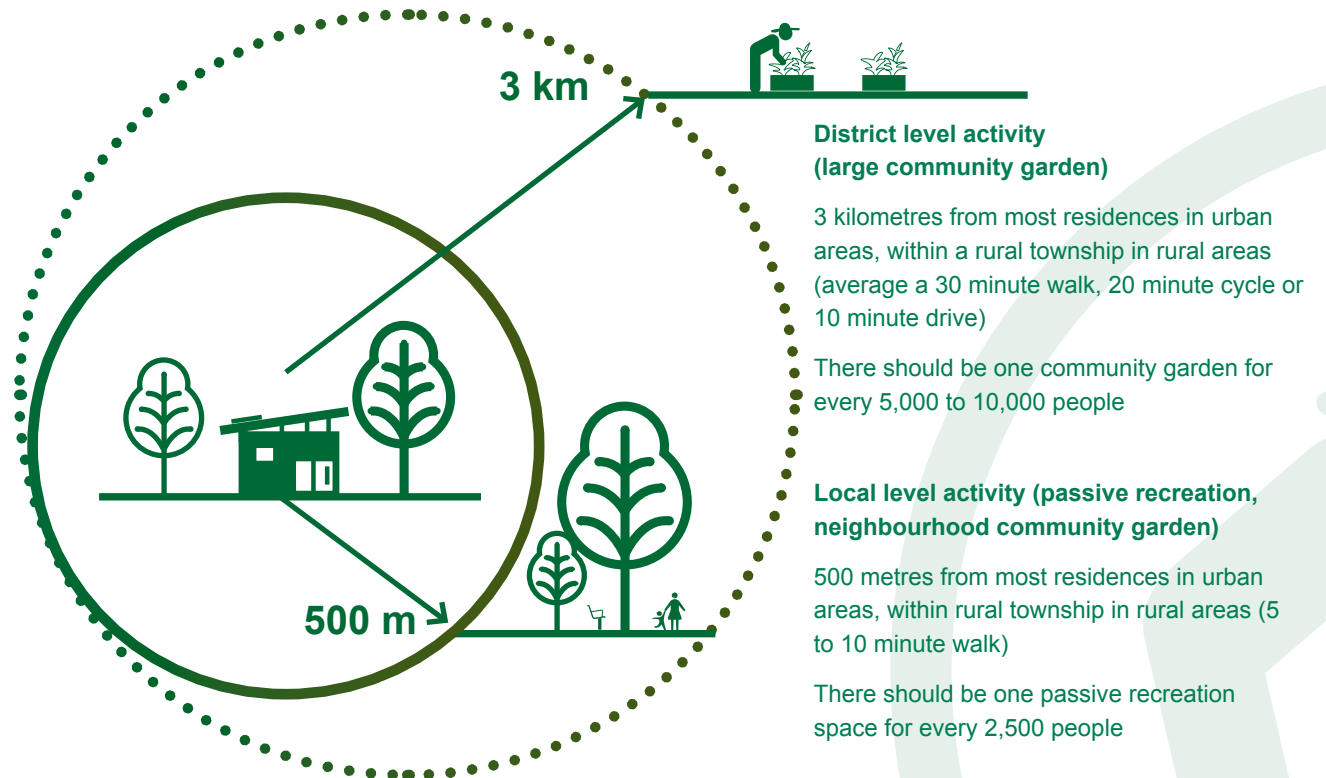 3 km
District level activity
(large community garden)
3 kilometres from most residences in urban
areas, within a rural township in rural areas
(average a 30 minute walk, 20 minute cycle or
10 minute drive)
There should be one community garden for
every 5,000 to 10,000 people
500 m
Local level activity (passive recreation,
neighbourhood community garden)
500 metres from most residences in urban
areas, within rural township in rural areas (5
to 10 minute walk)
There should be one passive recreation
space for every 2,500 people